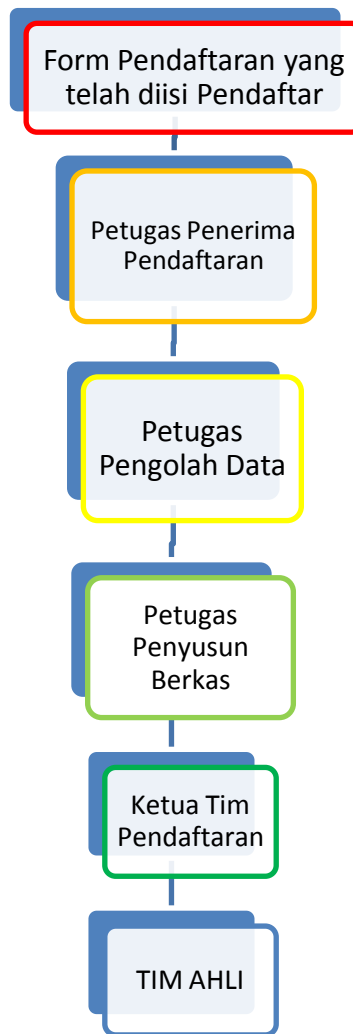 Form Pendaftaran yang
telah diisi Pendaftar
Petugas Penerima
Pendaftaran
Petugas
Pengolah Data
Petugas
Penyusun
Berkas
Ketua Tim
Pendaftaran
TIM AHLI